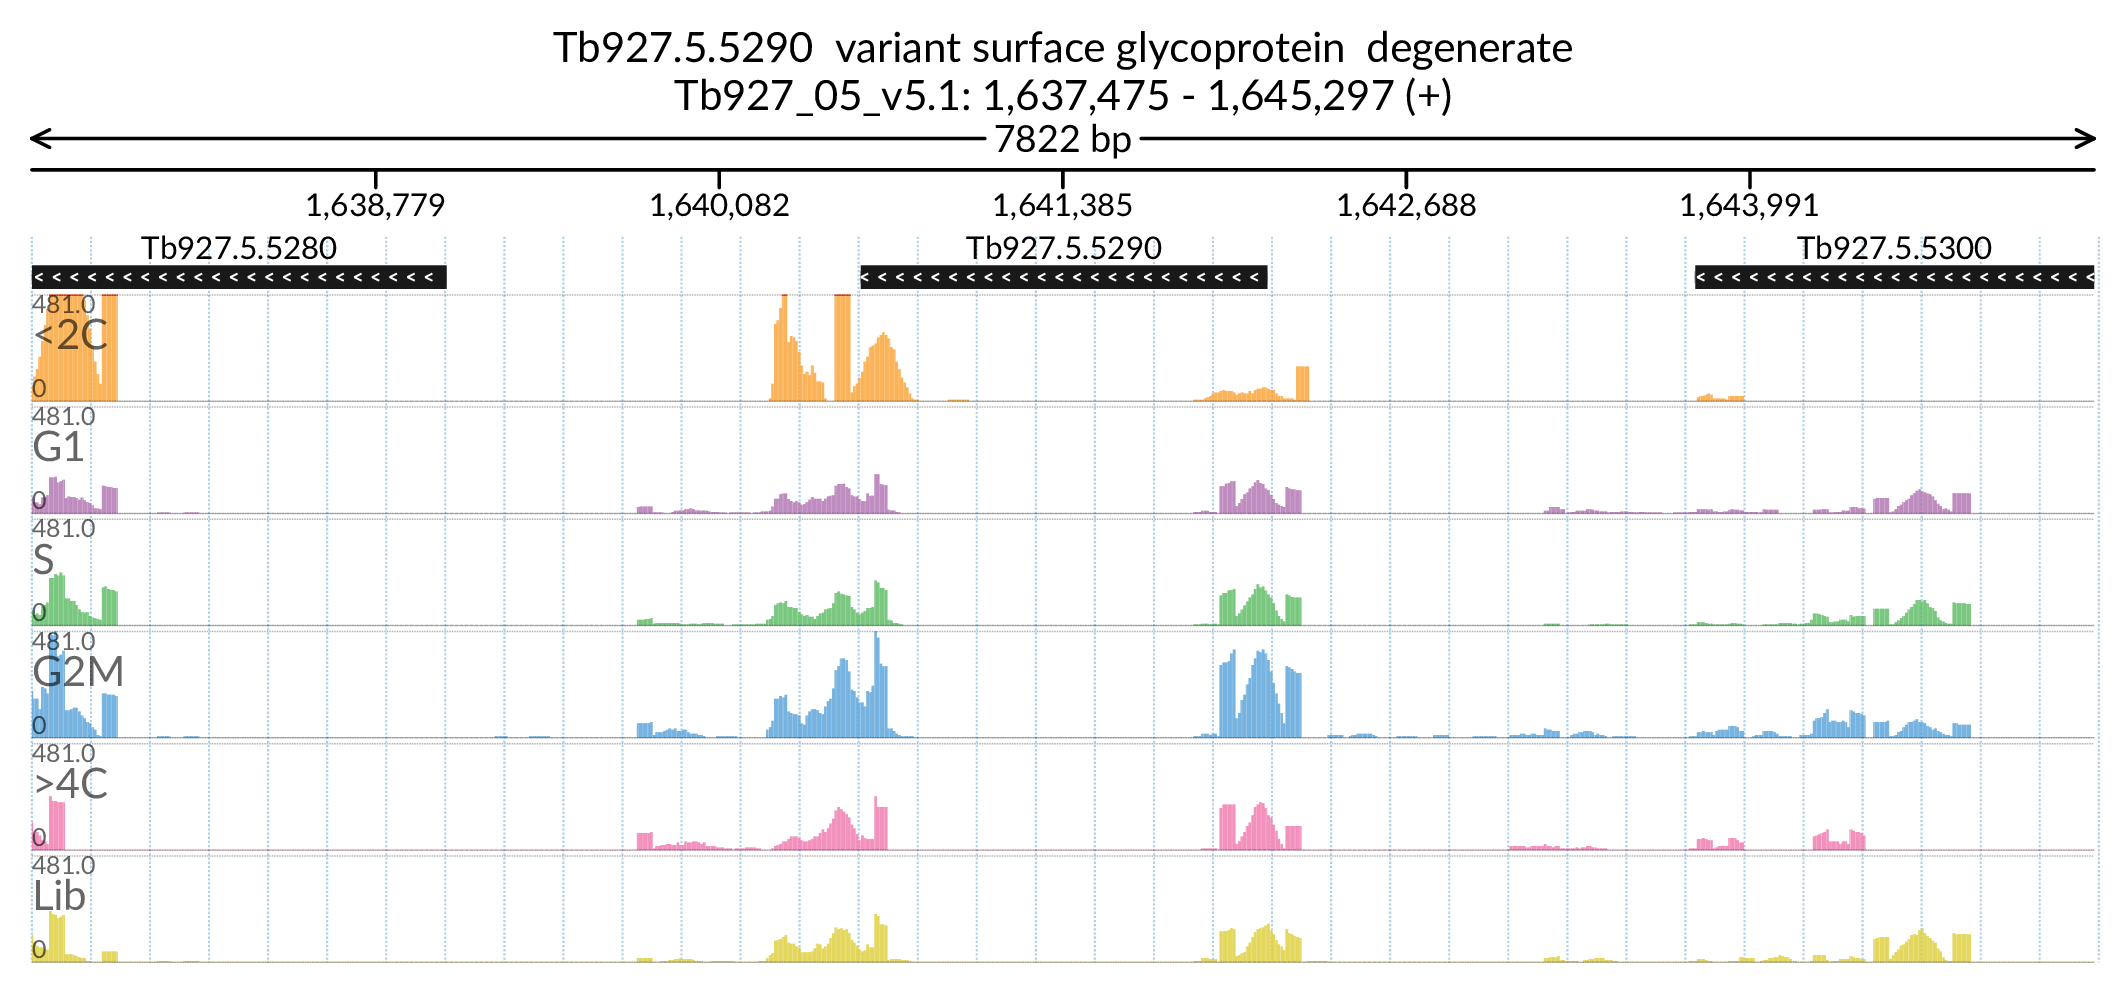 Tb927.5.5290 variant surface glycoprotein degenerate
Tb927_05_v5.1: 1,637,475 - 1,645,297 (+)
7822 bp
1,638,779 1,640,082 1,641,385 1,642,688 1,643,991
Tb927.5.5280 Tb927.5.5290 Tb927.5.5300
481.0
<2C
0
481.0
G1
0
481.0
S
0
481.0
G2M
0
481.0
>4C
0
481.0
Lib
0